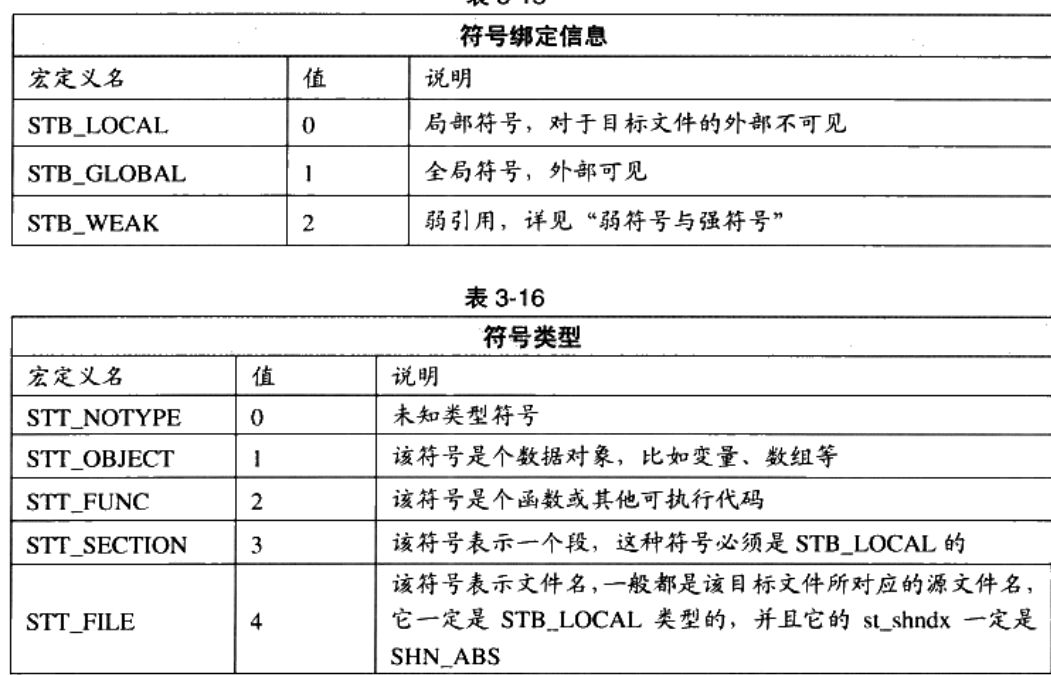 符号绑定信息
宏定义名 值 说明
STB_LOCAL 0 局部符号，对于目标文件的外部不可见
STB_GLOBAL 1 全局符号，外部可见
STB_WEAK 2 弱引用，详见“弱符号与强符号”
表 3-16
符号类型
宏定义名 值 说明
STT_NOTYPE 0 未知类型符号
STT_OBJECT 1 该符号是个数据对象，比如变量、数组等
STT_FUNC 2 该符号是个函数或其他可执行代码
STT_SECTION 3 该符号表示一个段，这种符号必须是 STB_LOCAL 的
该符号表示文件名，一般都是该目标文件所对应的源文件名，
STT_FILE 4 它一定是 STB_LOCAL 类型的，并且它的 st_shndx 一定是
SHN_ABS